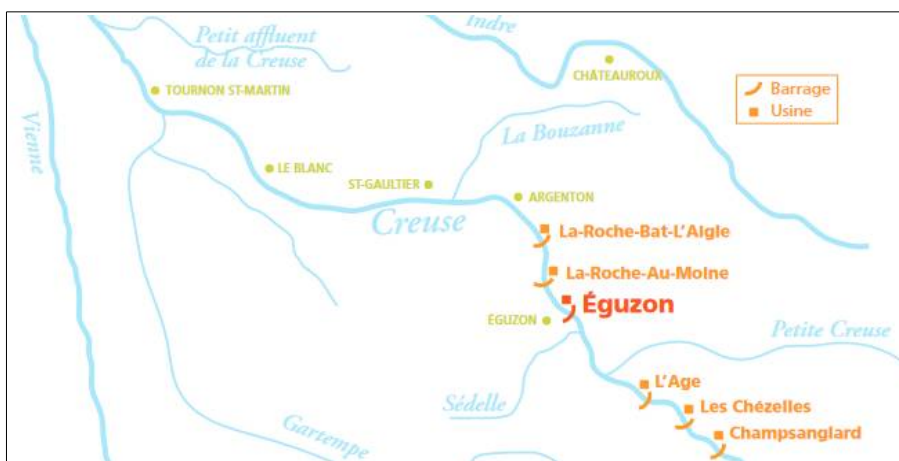 Indre
Petit affluent
de la Creuse
CHÂTEAUROUX
Barrage
Usine
TOURNON ST-MARTIN
Vienne
La Bouzanne
LE BLANC
ST-GAULTIER
ARGENTON
Creuse
La-Roche-Bat-L'Aigle
La-Roche-Au-Moine
Éguzon
ÉGUZON
Petite Creuse
L'Age
Sédelle
Les Chézelles
Gartempe
Champsanglard